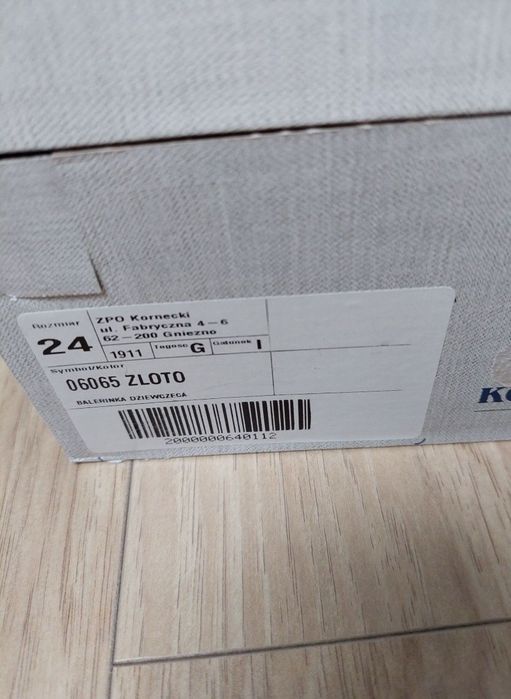 Rozmiar
24
ZPO Kornecki
ul. Fabryczna 4-6
62-200 Gniezno
1911 Tęgość G Gatunek I
Symbol/Kolor
06065 ZLOTO
BALERINKA DZIEWCZECA
2000000640112